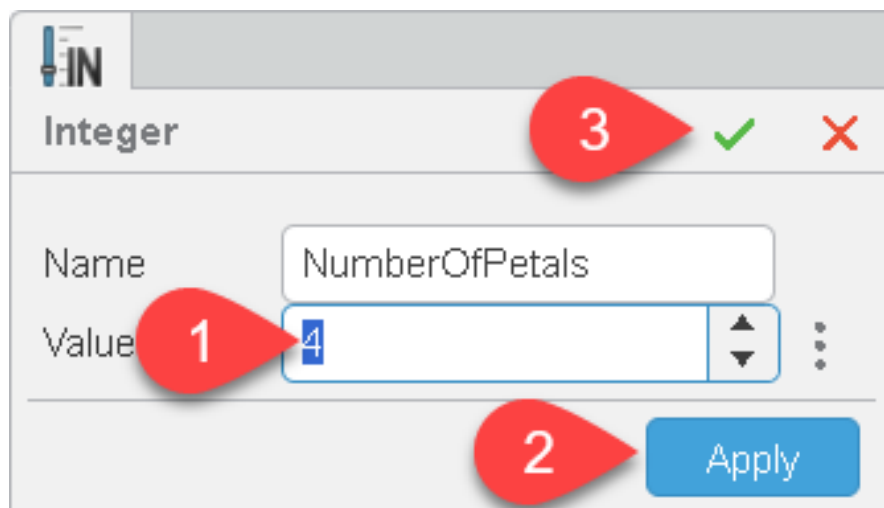 IN
Integer
3
Name
NumberOfPetals
Value
1
4
2
Apply